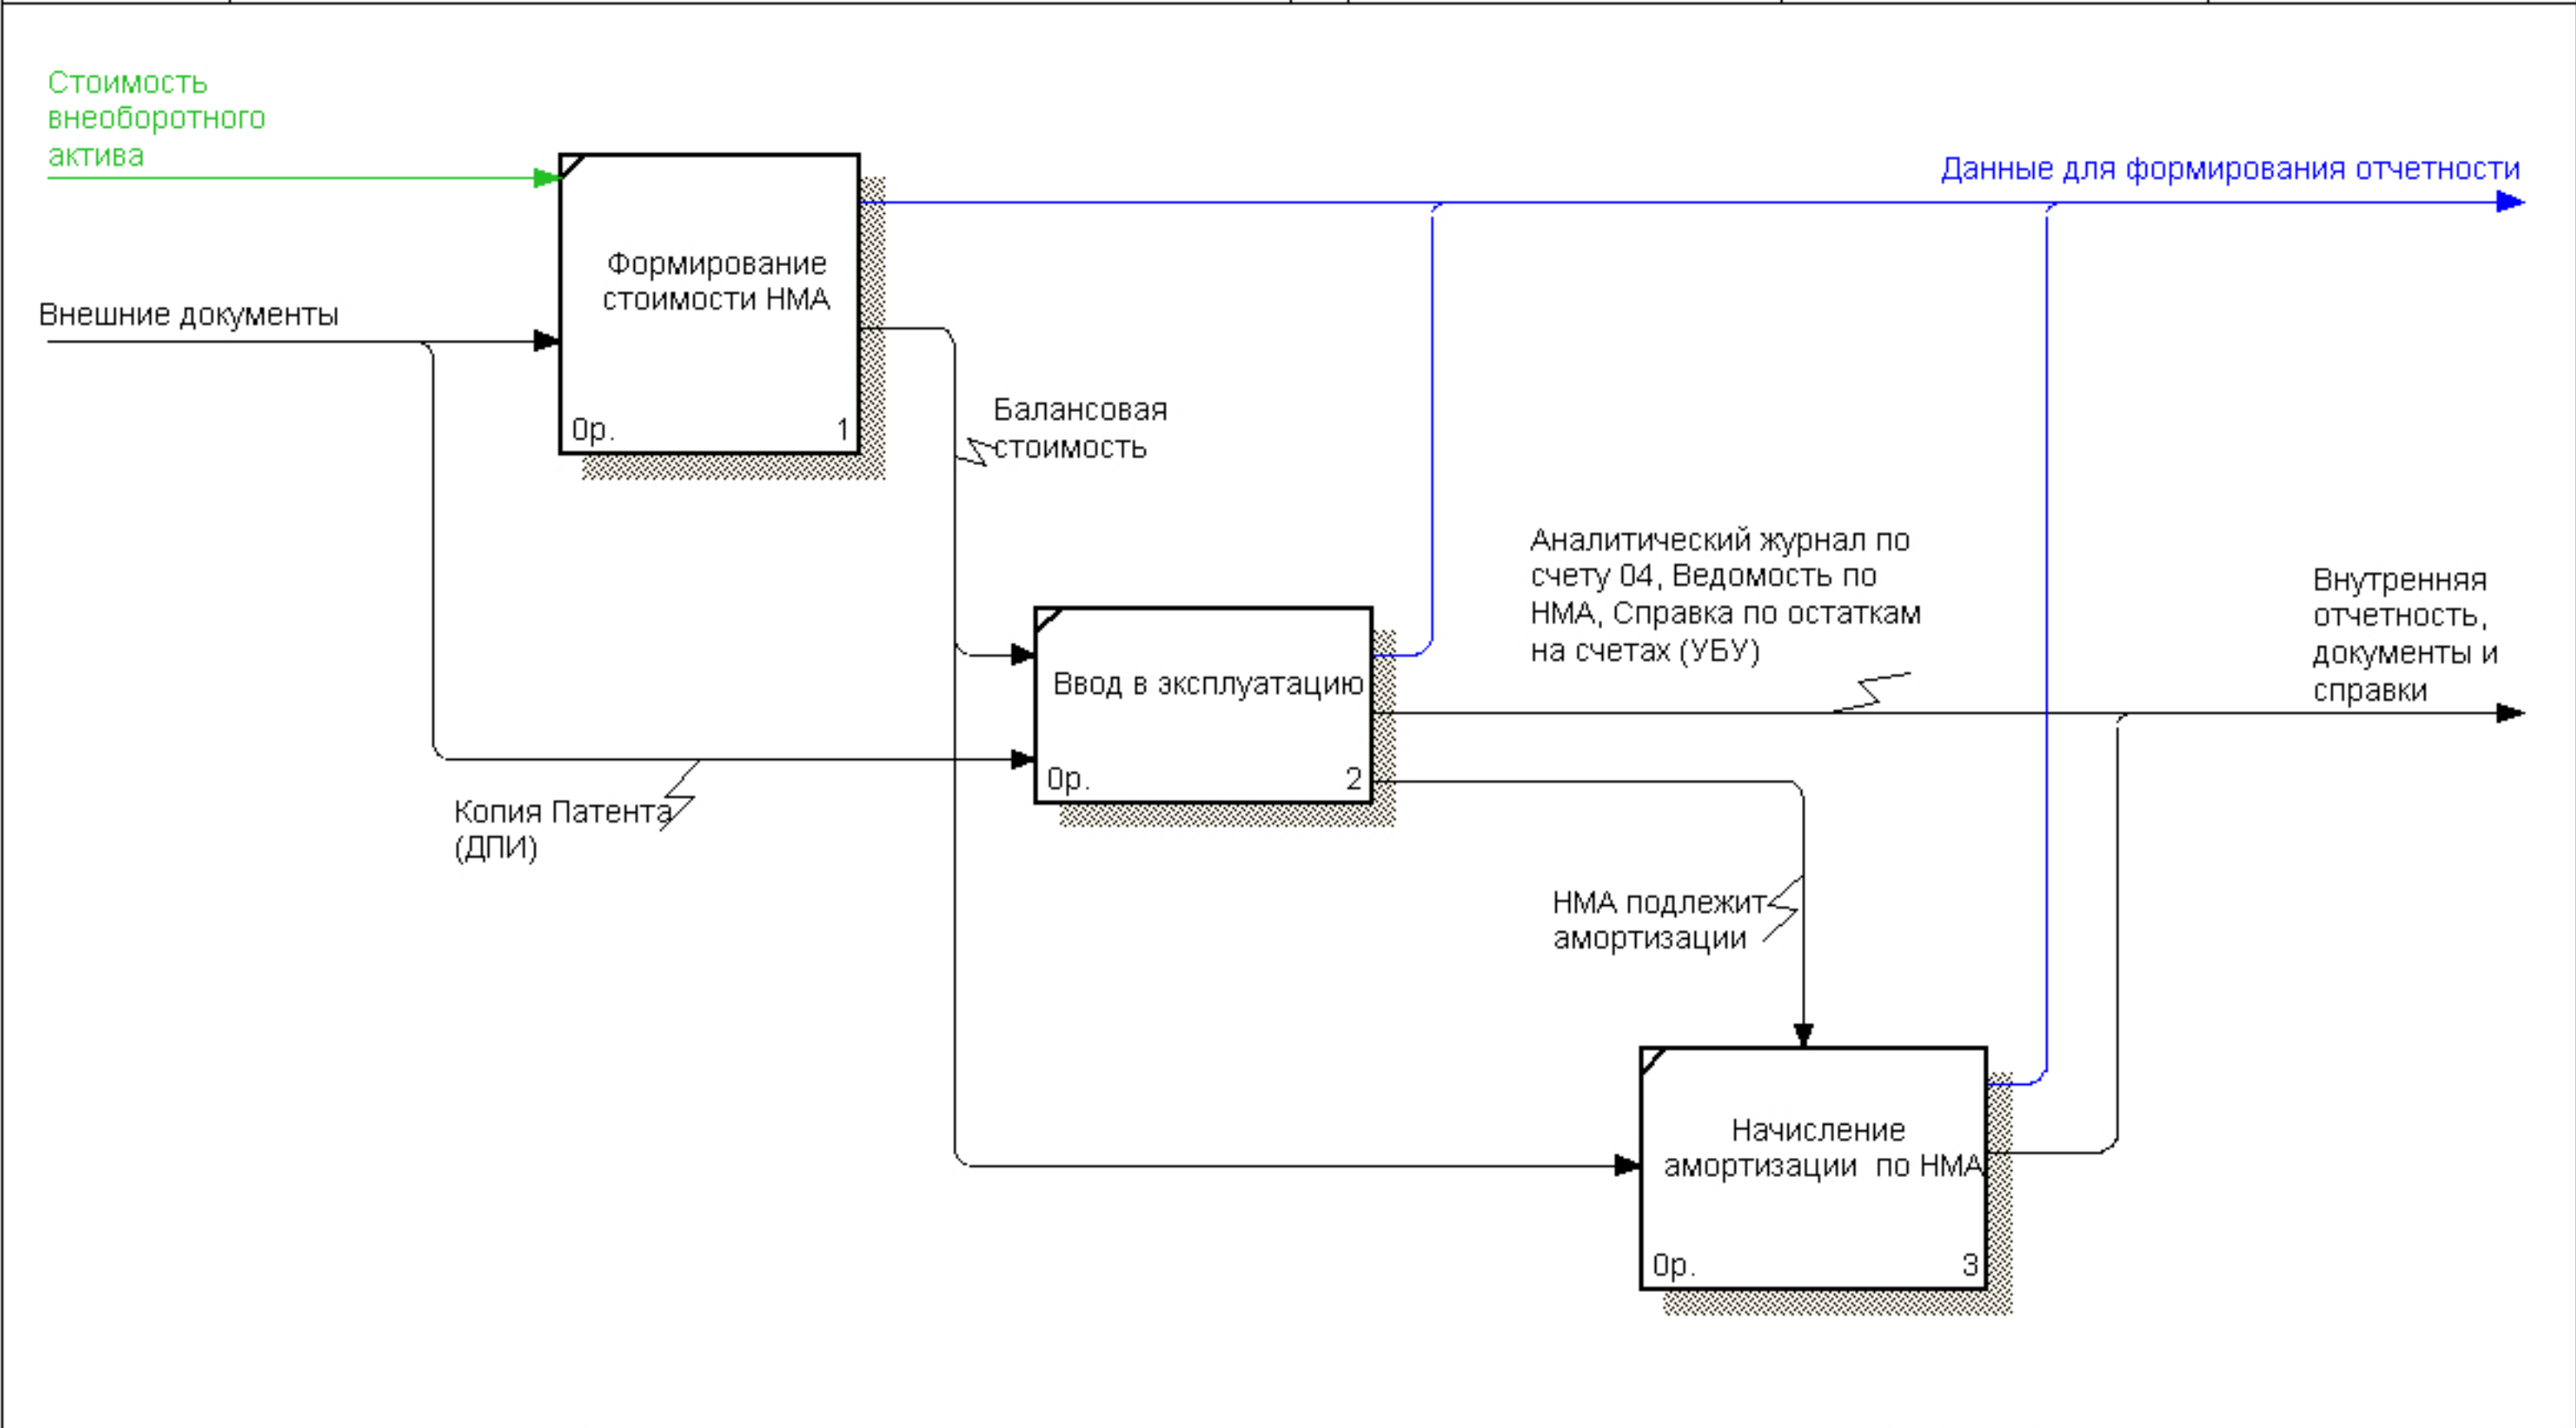 Стоимость
внеоборотного
актива
Данные для формирования отчетности
Формирование
стоимости НМА
0р. 1
Внешние документы
Балансовая
стоимость
Аналитический журнал по
счету 04, Ведомость по
НМА, Справка по остаткам
на счетах (УБУ)
Внутренняя
отчетность,
документы и
справки
Ввод в эксплуатацию
0р. 2
Копия Патента
(ДПИ)
НМА подлежит
амортизации
Начисление
амортизации по НМА
0р. 3